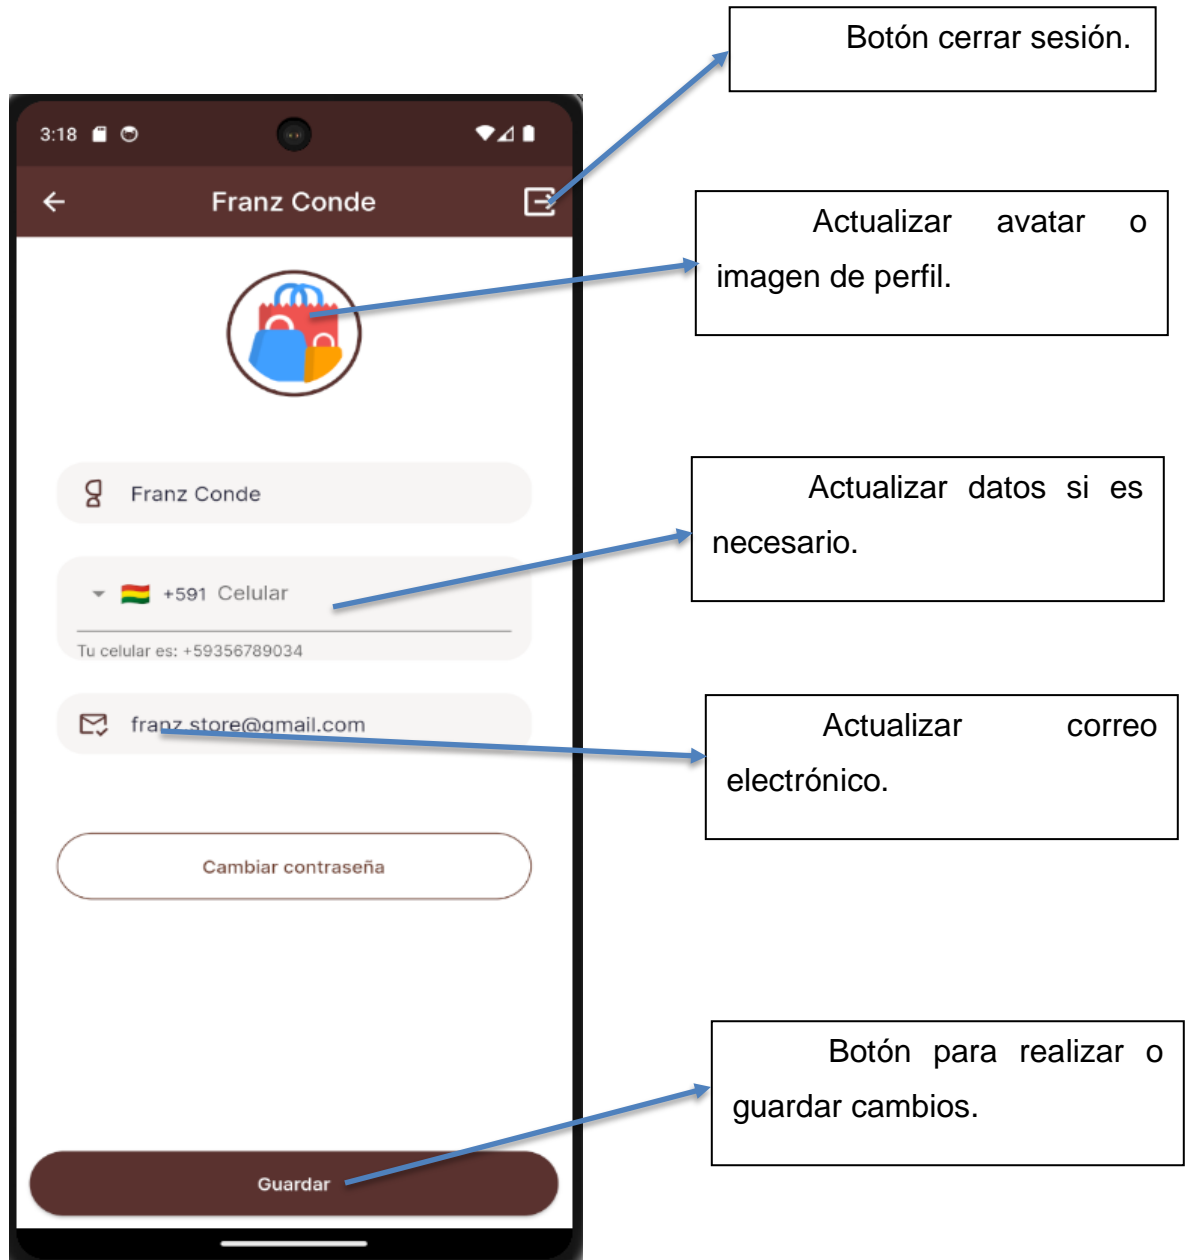 Botón cerrar sesión.
3:18
Franz Conde
Actualizar avatar o
imagen de perfil.
Franz Conde
Actualizar datos si es
necesario.
+591 Celular
Tu celular es: +59356789034
franz.store@gmail.com
Actualizar correo
electrónico.
Cambiar contraseña
Botón para realizar o
guardar cambios.
Guardar